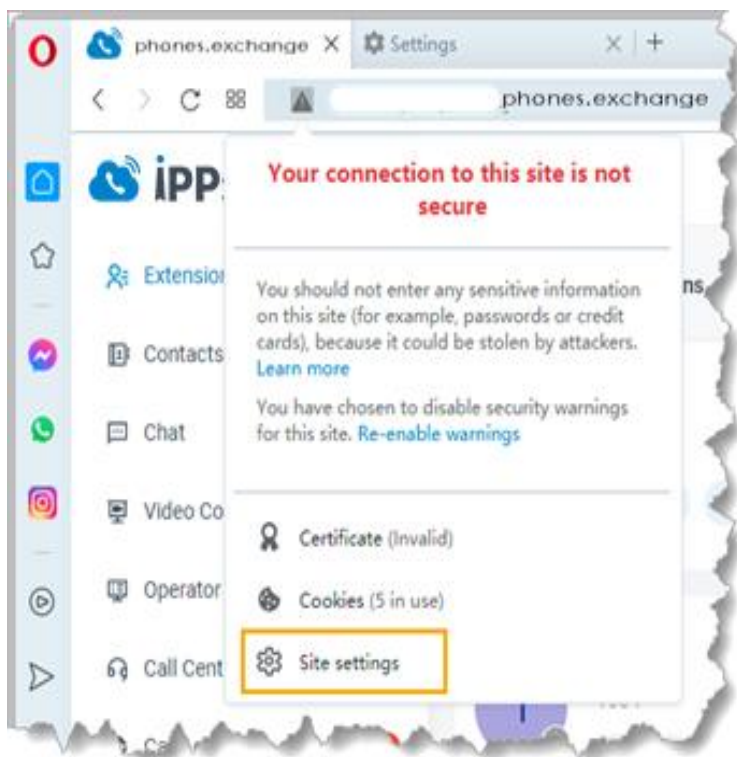 phones.exchange
Settings
phones.exchange
ipp
Your connection to this site is not
secure
Extension
ns
You should not enter any sensitive information
on this site (for example, passwords or credit
cards), because it could be stolen by attackers.
Learn more
You have chosen to disable security warnings
for this site. Re-enable warnings
Contacts
Chat
Video Co
Operator
Call Cent
Certificate (Invalid)
Cookies (5 in use)
Site settings